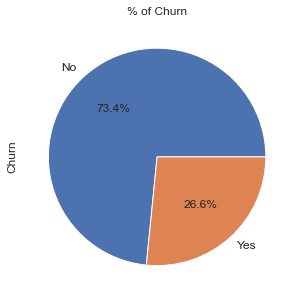 % of Churn
No
73.4%
Churn
26.6%
Yes